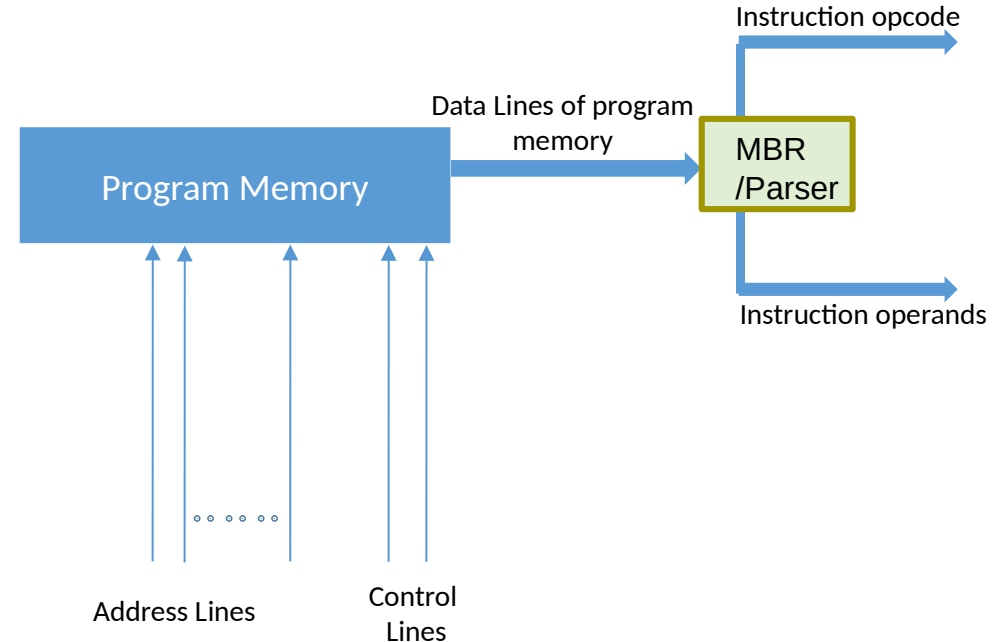 Instruction opcode
Data Lines of program
memory
MBR
/Parser
Program Memory
Instruction operands
Address Lines
Control
Lines